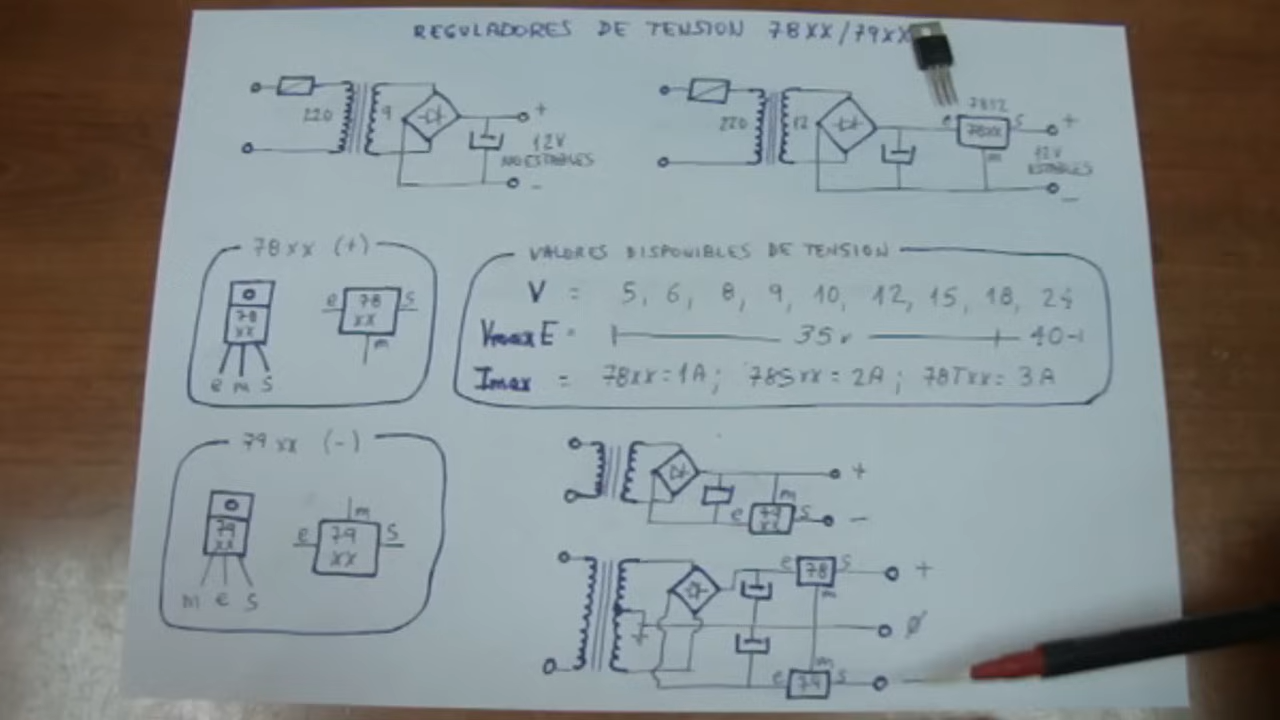 REGULADORES DE TENSION 78XX/79XX
220 9 + 12V NO ESTABLES -
220 12 e 7812 78xx s m + 12V ESTABLES -
78xx (+)
78 xx
e m s
e 78 xx s m
VALORES DISPONIBLES DE TENSION
V = 5, 6, 8, 9, 10, 12, 15, 18, 24
Vmax E = 35v 40
Imax = 78xx = 1A; 78Sxx = 2A; 78Txx = 3A
79xx (-)
79 xx
m e s
m e 79 xx s
+ m e 79 xx s -
e 78 s + m
Ø
m e 79 s